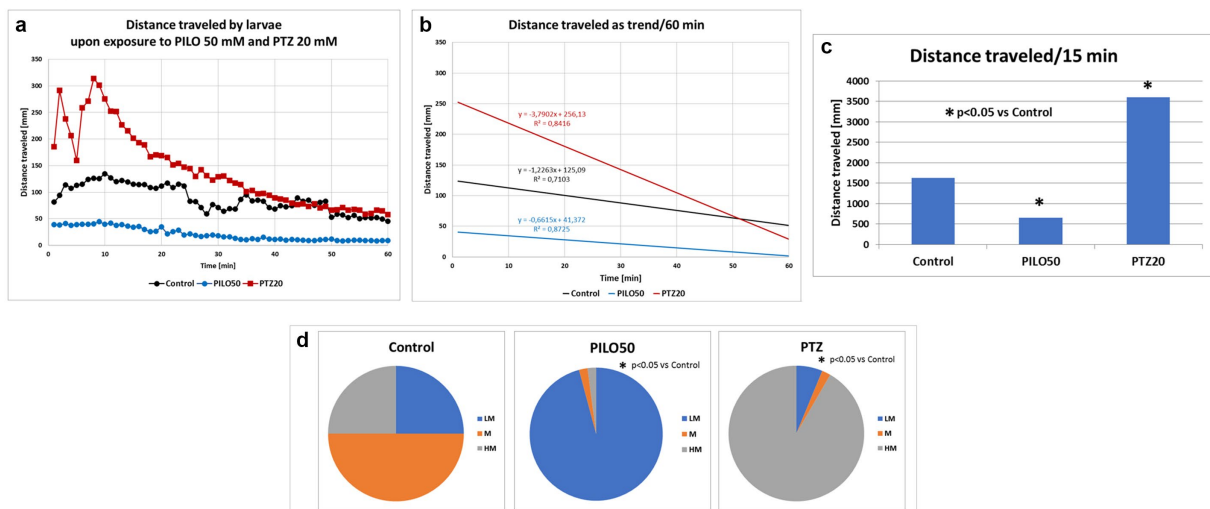 a
Distance traveled by larvae
upon exposure to PILO 50 mM and PTZ 20 mM
Distance traveled [mm]
350
300
250
200
150
100
50
0
0 10 20 30 40 50 60
Time [min]
Control PILO50 PTZ20
b
Distance traveled as trend/60 min
Distance traveled [mm]
350
300
250
200
150
100
50
0
y = -3,7902x + 256,13
R² = 0,8416
y = -1,2263x + 125,09
R² = 0,7103
y = -0,6615x + 41,372
R² = 0,8725
0 10 20 30 40 50 60
Time [min]
Control PILO50 PTZ20
c
Distance traveled/15 min
Distance traveled [mm]
4000
3500
3000
2500
2000
1500
1000
500
0
* p<0.05 vs Control
*
*
Control PILO50 PTZ20
d
Control
LM
M
HM
PILO50
* p<0.05 vs Control
LM
M
HM
PTZ
* p<0.05 vs Control
LM
M
HM